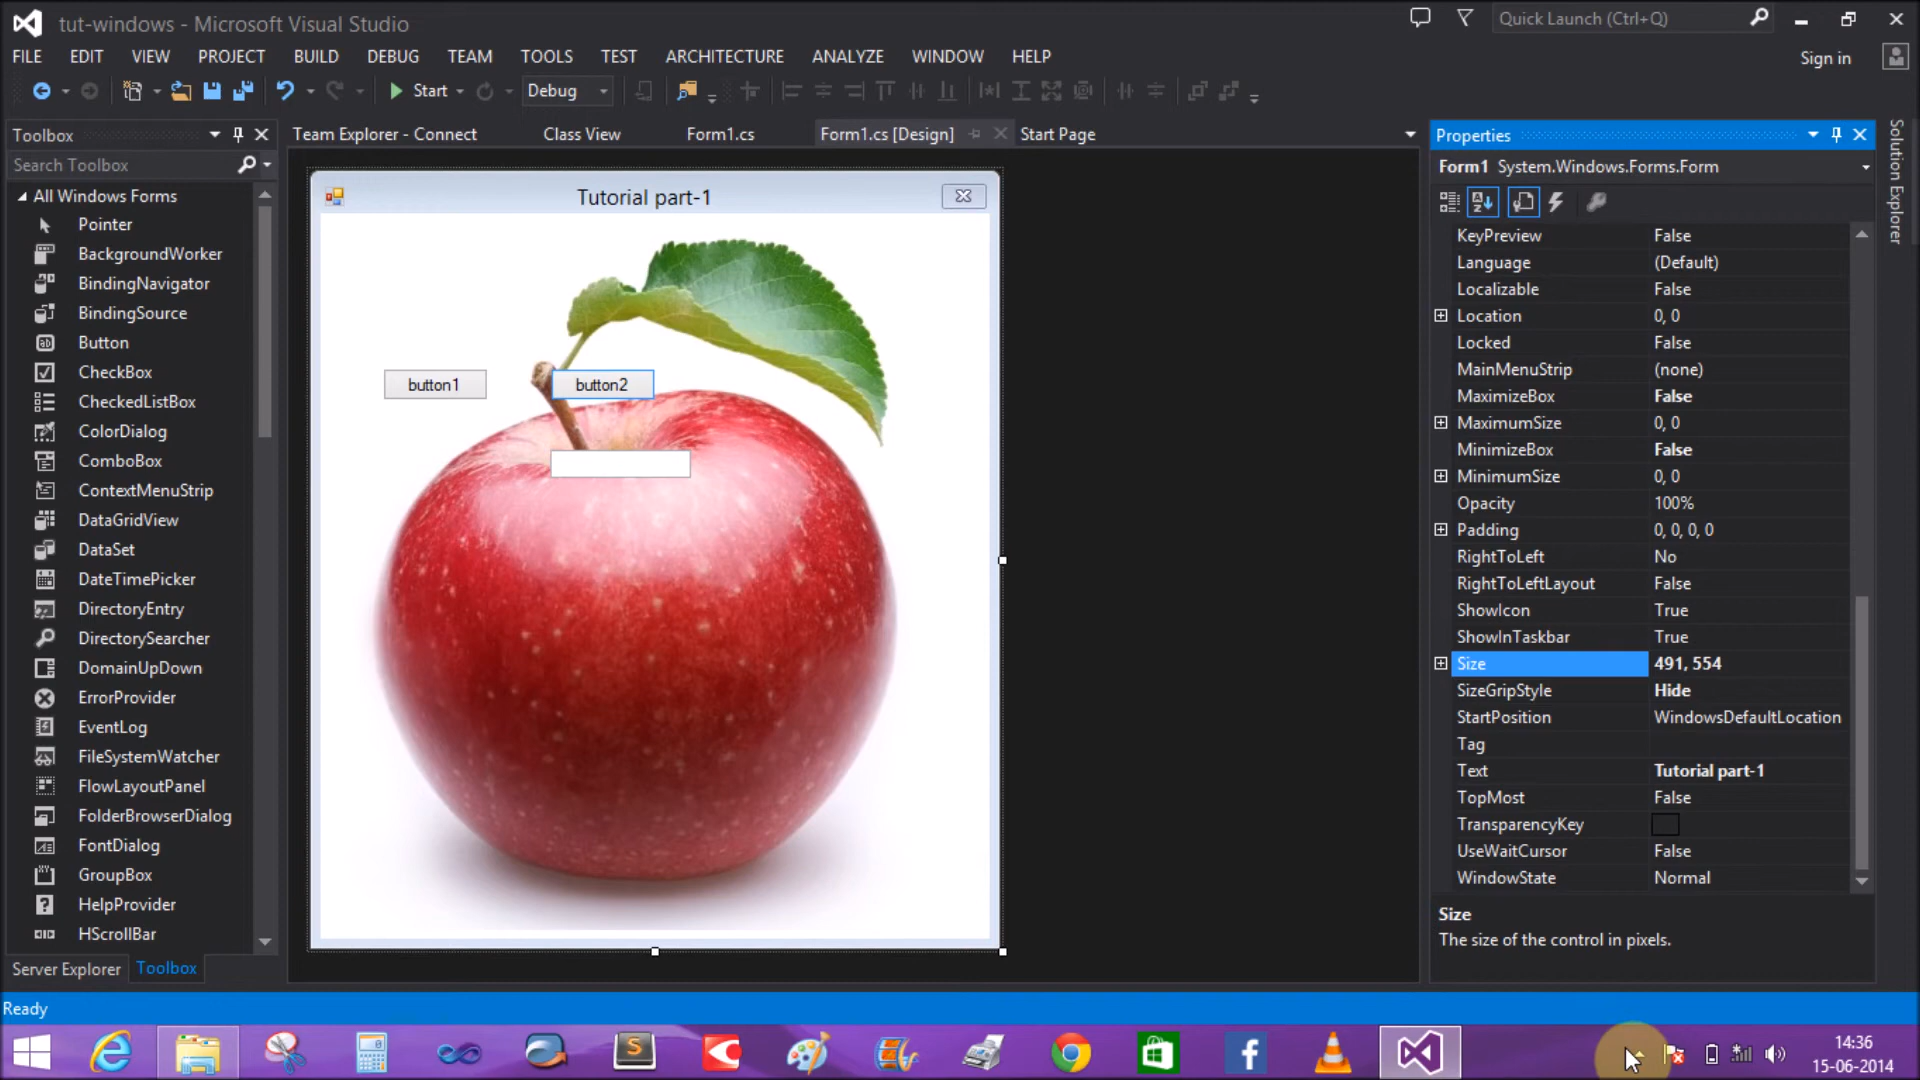 tut-windows - Microsoft Visual Studio
Quick Launch (Ctrl+Q)
FILE EDIT VIEW PROJECT BUILD DEBUG TEAM TOOLS TEST ARCHITECTURE ANALYZE WINDOW HELP
Sign in
Start
Debug
Toolbox
Search Toolbox
All Windows Forms
Pointer
BackgroundWorker
BindingNavigator
BindingSource
Button
CheckBox
CheckedListBox
ColorDialog
ComboBox
ContextMenuStrip
DataGridView
DataSet
DateTimePicker
DirectoryEntry
DirectorySearcher
DomainUpDown
ErrorProvider
EventLog
FileSystemWatcher
FlowLayoutPanel
FolderBrowserDialog
FontDialog
GroupBox
HelpProvider
HScrollBar
Server Explorer Toolbox
Team Explorer - Connect Class View Form1.cs Form1.cs [Design] Start Page
Tutorial part-1
button1 button2
Properties
Form1 System.Windows.Forms.Form
KeyPreview False
Language (Default)
Localizable False
Location 0, 0
Locked False
MainMenuStrip (none)
MaximizeBox False
MaximumSize 0, 0
MinimizeBox False
MinimumSize 0, 0
Opacity 100%
Padding 0, 0, 0, 0
RightToLeft No
RightToLeftLayout False
ShowIcon True
ShowInTaskbar True
Size 491, 554
SizeGripStyle Hide
StartPosition WindowsDefaultLocation
Tag
Text Tutorial part-1
TopMost False
TransparencyKey
UseWaitCursor False
WindowState Normal
Size
The size of the control in pixels.
Solution Explorer
Ready
14:36
15-06-2014